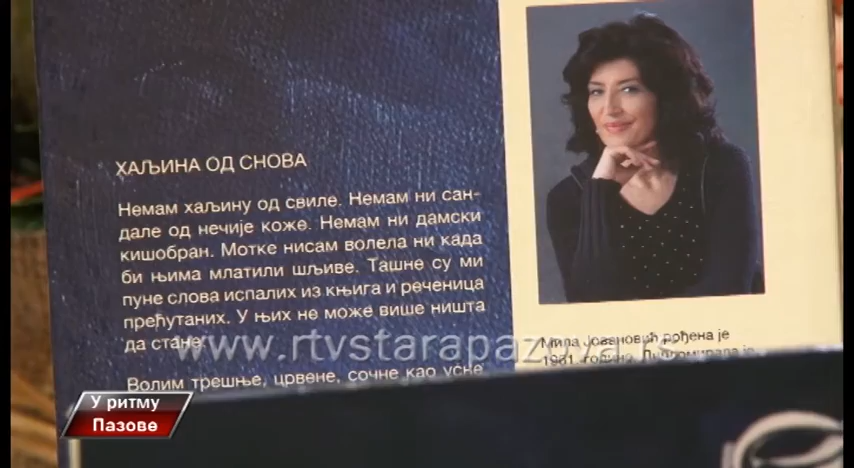 ХАЉИНА ОД СНОВА
Немам хаљину од свиле. Немам ни сан-
дале од нечије коже. Немам ни дамски
кишобран. Мотке нисам волела ни када
би њима млатили шљиве. Ташне су ми
пуне слова испалих из књига и реченица
прећутаних. У њих не може више ништа
да стане.
Волим трешње, црвене, сочне као усне
Мила Јовановић рођена је
1961. године.
www.rtvstarapazova.rs
У ритму
Пазове